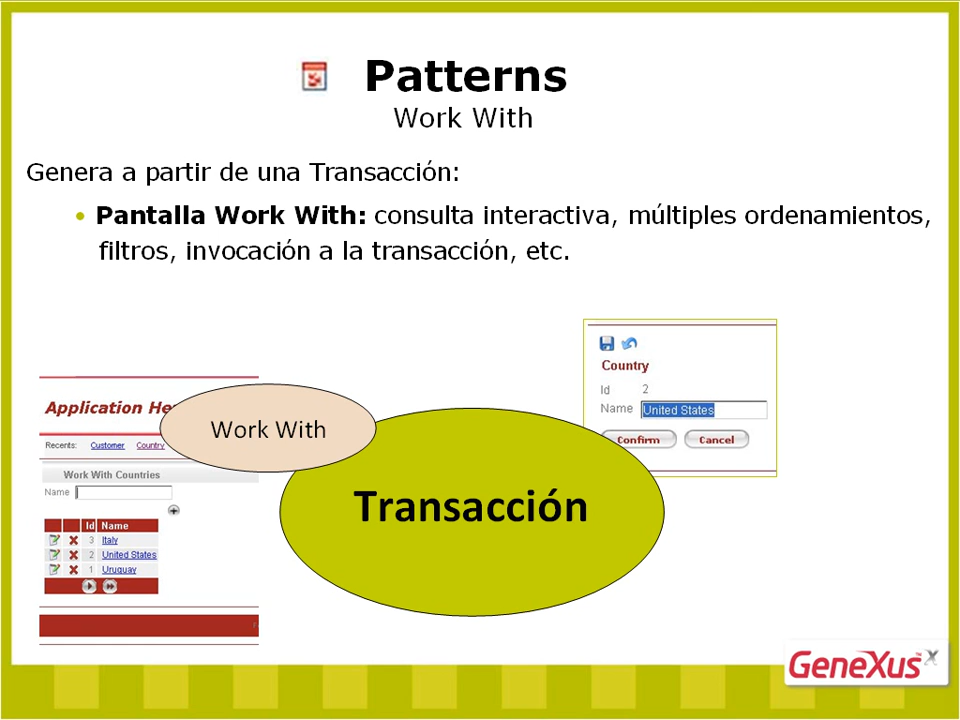 Patterns
Work With
Genera a partir de una Transacción:
• Pantalla Work With: consulta interactiva, múltiples ordenamientos,
filtros, invocación a la transacción, etc.
Country
Id 2
Name United States
Confirm Cancel
Application He
Work With
Recents: Customer Country
Work With Countries
Name
Id Name
3 Italy
2 United States
1 Uruguay
Transacción
GeneXus X